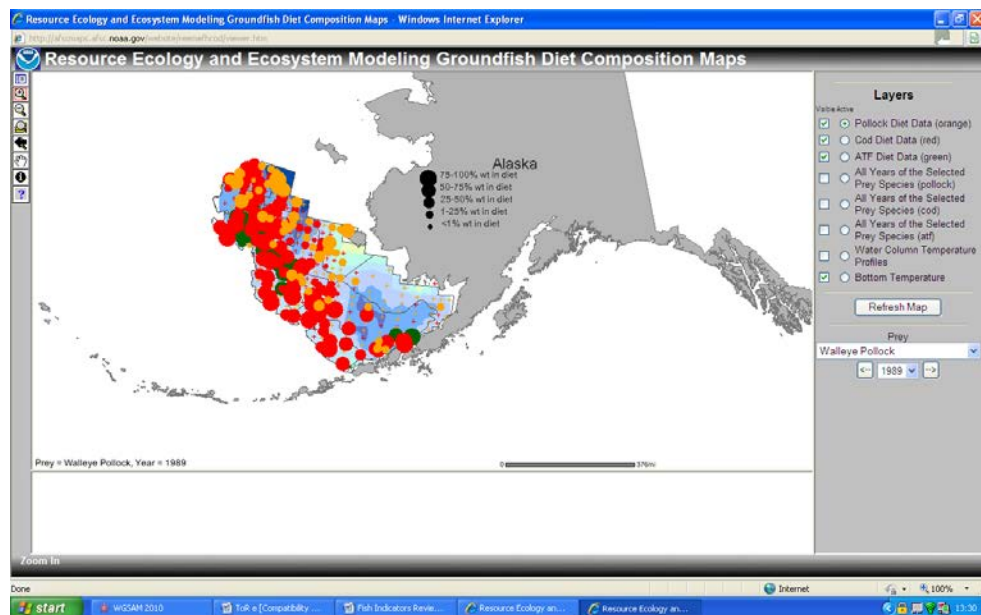 Resource Ecology and Ecosystem Modeling Groundfish Diet Composition Maps - Windows Internet Explorer
Resource Ecology and Ecosystem Modeling Groundfish Diet Composition Maps
Layers
Visible Active
Pollock Diet Data (orange)
Cod Diet Data (red)
ATF Diet Data (green)
All Years of the Selected
Prey Species (pollock)
All Years of the Selected
Prey Species (cod)
All Years of the Selected
Prey Species (atf)
Water Column Temperature
Profiles
Bottom Temperature
Refresh Map
Prey
Walleye Pollock
<-- 1989 -->
Alaska
75-100% wt in diet
50-75% wt in diet
25-50% wt in diet
1-25% wt in diet
<1% wt in diet
Prey = Walleye Pollock, Year = 1989
0 376mi
Zoom In
Done
Internet
100%
start
WGSAM 2010
ToR e [Compatibility ...
Fish Indicators Revie...
Resource Ecology an...
Resource Ecology an...
13:30